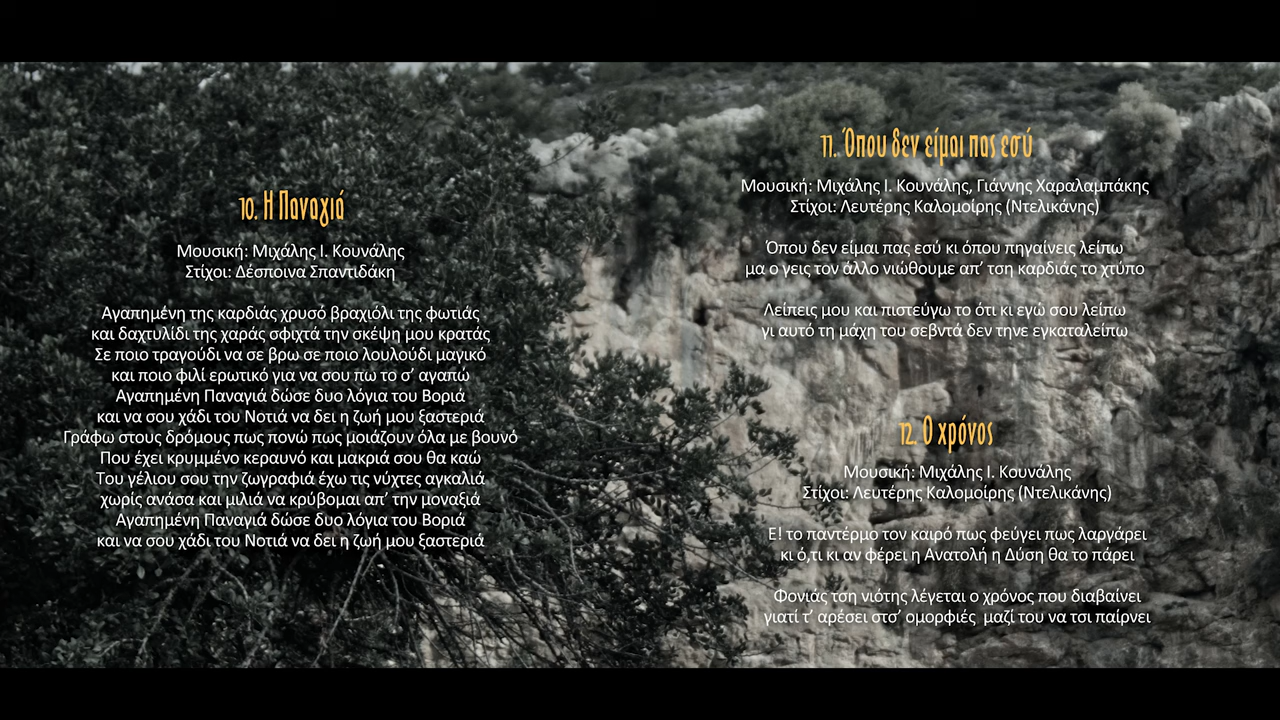 10. Η Παναγιά
Μουσική: Μιχάλης Ι. Κουνάλης
Στίχοι: Δέσποινα Σπαντιδάκη
Αγαπημένη της καρδιάς χρυσό βραχιόλι της φωτιάς
και δαχτυλίδι της χαράς σφιχτά την σκέψη μου κρατάς
Σε ποιο τραγούδι να σε βρω σε ποιο λουλούδι μαγικό
και ποιο φιλί ερωτικό για να σου πω το σ’ αγαπώ
Αγαπημένη Παναγιά δώσε δυο λόγια του Βοριά
και να σου χάδι του Νοτιά να δει η ζωή μου ξαστεριά
Γράφω στους δρόμους πως πονώ πως μοιάζουν όλα με βουνό
Που έχει κρυμμένο κεραυνό και μακριά σου θα καώ
Του γέλιου σου την ζωγραφιά έχω τις νύχτες αγκαλιά
χωρίς ανάσα και μιλιά να κρύβομαι απ’ την μοναξιά
Αγαπημένη Παναγιά δώσε δυο λόγια του Βοριά
και να σου χάδι του Νοτιά να δει η ζωή μου ξαστεριά
11. Όπου δεν είμαι πας εσύ
Μουσική: Μιχάλης Ι. Κουνάλης, Γιάννης Χαραλαμπάκης
Στίχοι: Λευτέρης Καλομοίρης (Ντελικάνης)
Όπου δεν είμαι πας εσύ κι όπου πηγαίνεις λείπω
μα ο γεις τον άλλο νιώθουμε απ’ τση καρδιάς το χτύπο
Λείπεις μου και πιστεύγω το ότι κι εγώ σου λείπω
γι αυτό τη μάχη του σεβντά δεν τηνε εγκαταλείπω
12. Ο χρόνος
Μουσική: Μιχάλης Ι. Κουνάλης
Στίχοι: Λευτέρης Καλομοίρης (Ντελικάνης)
Ε! το παντέρμο τον καιρό πως φεύγει πως λαργάρει
κι ό,τι κι αν φέρει η Ανατολή η Δύση θα το πάρει
Φονιάς τση νιότης λέγεται ο χρόνος που διαβαίνει
γιατί τ’ αρέσει στσ’ ομορφιές μαζί του να τσι παίρνει